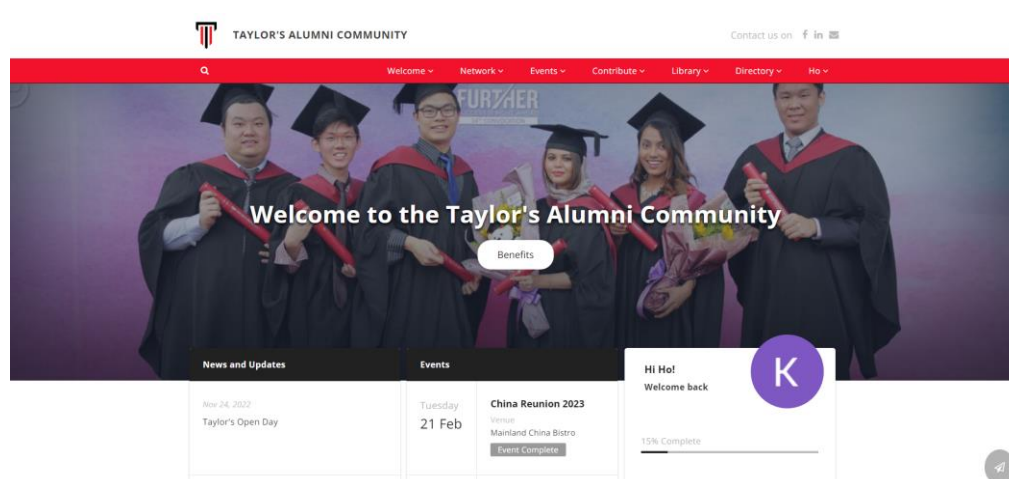 TAYLOR'S ALUMNI COMMUNITY
Contact us on
Welcome Network Events Contribute Library Directory Ho
FURTHER
Welcome to the Taylor's Alumni Community
Benefits
News and Updates
Nov 24, 2022
Taylor's Open Day
Events
Tuesday
21 Feb
China Reunion 2023
Venue
Mainland China Bistro
Event Complete
Hi Ho!
Welcome back
K
15% Complete